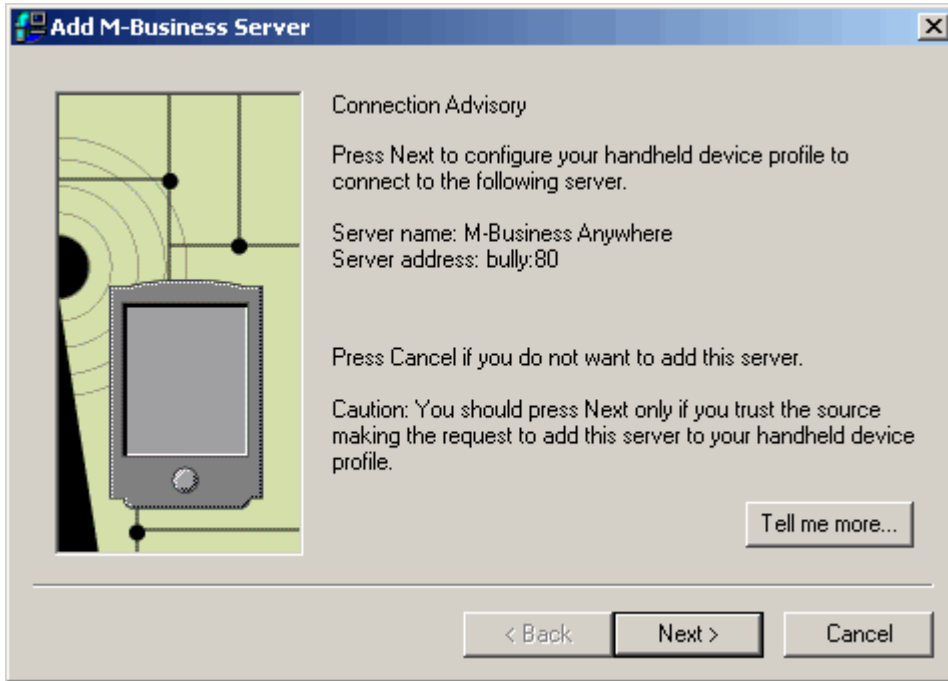 Add M-Business Server
Connection Advisory
Press Next to configure your handheld device profile to
connect to the following server.
Server name: M-Business Anywhere
Server address: bully:80
Press Cancel if you do not want to add this server.
Caution: You should press Next only if you trust the source
making the request to add this server to your handheld device
profile.
Tell me more...
< Back
Next >
Cancel